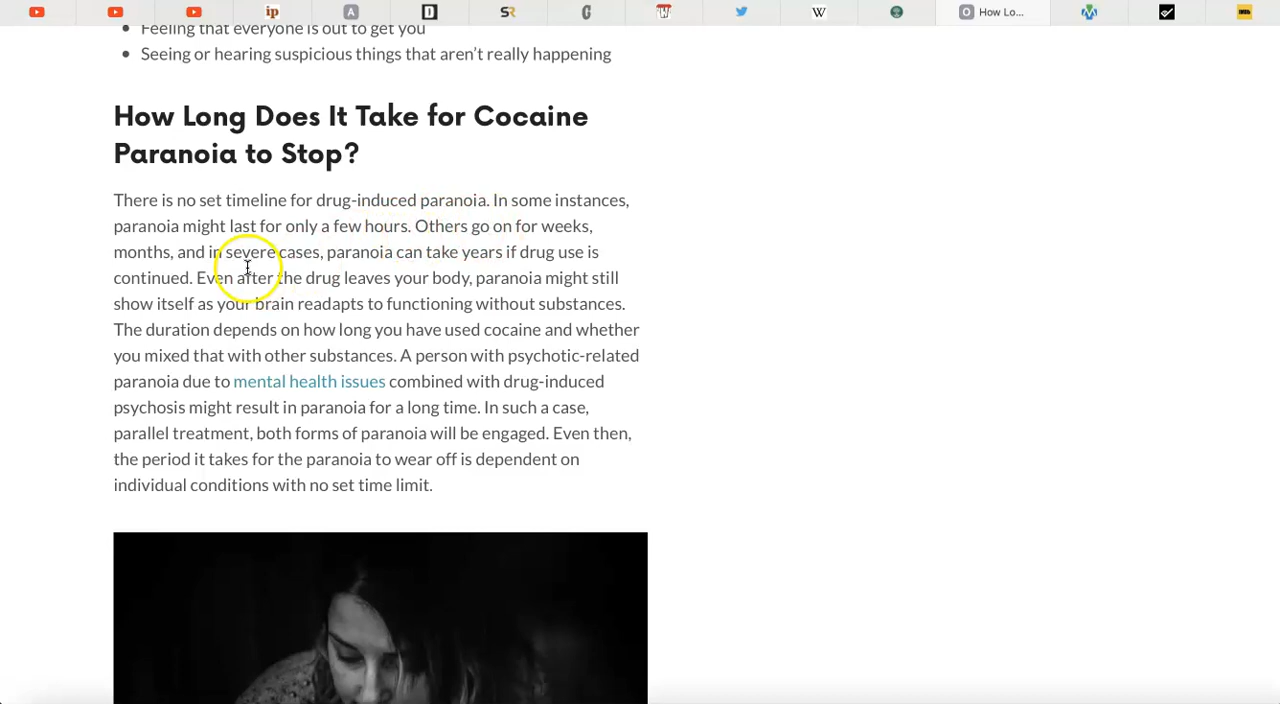 ip
A
D
SR
W
W
How Lo...
Feeling that everyone is out to get you
Seeing or hearing suspicious things that aren’t really happening
How Long Does It Take for Cocaine
Paranoia to Stop?
There is no set timeline for drug-induced paranoia. In some instances,
paranoia might last for only a few hours. Others go on for weeks,
months, and in severe cases, paranoia can take years if drug use is
continued. Even after the drug leaves your body, paranoia might still
show itself as your brain readapts to functioning without substances.
The duration depends on how long you have used cocaine and whether
you mixed that with other substances. A person with psychotic-related
paranoia due to mental health issues combined with drug-induced
psychosis might result in paranoia for a long time. In such a case,
parallel treatment, both forms of paranoia will be engaged. Even then,
the period it takes for the paranoia to wear off is dependent on
individual conditions with no set time limit.